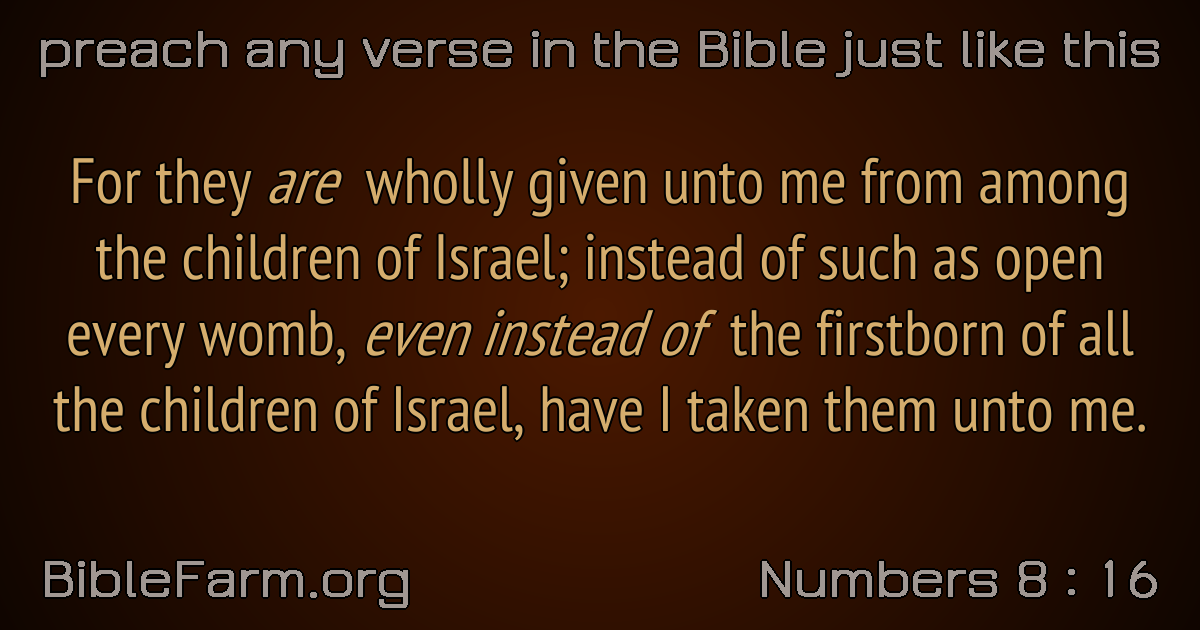 preach any verse in the Bible just like this
For they are wholly given unto me from among
the children of Israel; instead of such as open
every womb, even instead of the firstborn of all
the children of Israel, have I taken them unto me.
BibleFarm.org
Numbers 8 : 16